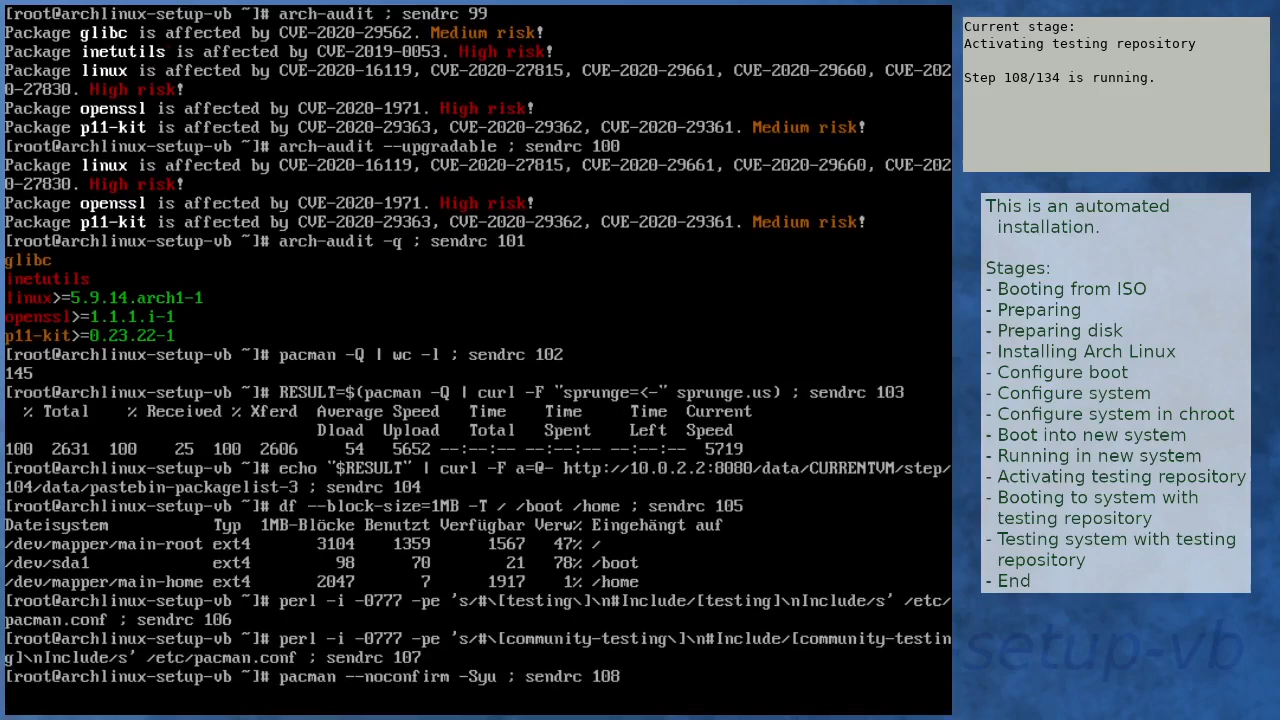 [root@archlinux-setup-vb ~]# arch-audit ; sendrc 99
Package glibc is affected by CVE-2020-29562. Medium risk!
Package inetutils is affected by CVE-2019-0053. High risk!
Package linux is affected by CVE-2020-16119, CVE-2020-27815, CVE-2020-29661, CVE-2020-29660, CVE-202
0-27830. High risk!
Package openssl is affected by CVE-2020-1971. High risk!
Package p11-kit is affected by CVE-2020-29363, CVE-2020-29362, CVE-2020-29361. Medium risk!
[root@archlinux-setup-vb ~]# arch-audit --upgradable ; sendrc 100
Package linux is affected by CVE-2020-16119, CVE-2020-27815, CVE-2020-29661, CVE-2020-29660, CVE-202
0-27830. High risk!
Package openssl is affected by CVE-2020-1971. High risk!
Package p11-kit is affected by CVE-2020-29363, CVE-2020-29362, CVE-2020-29361. Medium risk!
[root@archlinux-setup-vb ~]# arch-audit -q ; sendrc 101
glibc
inetutils
linux>=5.9.14.arch1-1
openssl>=1.1.1.i-1
p11-kit>=0.23.22-1
[root@archlinux-setup-vb ~]# pacman -Q | wc -l ; sendrc 102
145
[root@archlinux-setup-vb ~]# RESULT=$(pacman -Q | curl -F "sprunge=<-" sprunge.us) ; sendrc 103
  % Total    % Received % Xferd  Average Speed   Time    Time     Time  Current
                                 Dload  Upload   Total   Spent    Left  Speed
100  2631  100    25  100  2606     54   5652 --:--:-- --:--:-- --:--:--  5719
[root@archlinux-setup-vb ~]# echo "$RESULT" | curl -F a=@- http://10.0.2.2:8080/data/CURRENTVM/step/
104/data/pastebin-packagelist-3 ; sendrc 104
[root@archlinux-setup-vb ~]# df --block-size=1MB -T / /boot /home ; sendrc 105
Dateisystem           Typ  1MB-Blöcke Benutzt Verfügbar Verw% Eingehängt auf
/dev/mapper/main-root ext4       3104    1359      1567   47% /
/dev/sda1             ext4         98      70        21   78% /boot
/dev/mapper/main-home ext4       2047       7      1917    1% /home
[root@archlinux-setup-vb ~]# perl -i -0777 -pe 's/#\[testing\]\n#Include/[testing]\nInclude/s' /etc/
pacman.conf ; sendrc 106
[root@archlinux-setup-vb ~]# perl -i -0777 -pe 's/#\[community-testing\]\n#Include/[community-testin
g]\nInclude/s' /etc/pacman.conf ; sendrc 107
[root@archlinux-setup-vb ~]# pacman --noconfirm -Syu ; sendrc 108
Current stage:
Activating testing repository
Step 108/134 is running.
This is an automated
installation.
Stages:
- Booting from ISO
- Preparing
- Preparing disk
- Installing Arch Linux
- Configure boot
- Configure system
- Configure system in chroot
- Boot into new system
- Running in new system
- Activating testing repository
- Booting to system with
testing repository
- Testing system with testing
repository
- End
-setup-vb